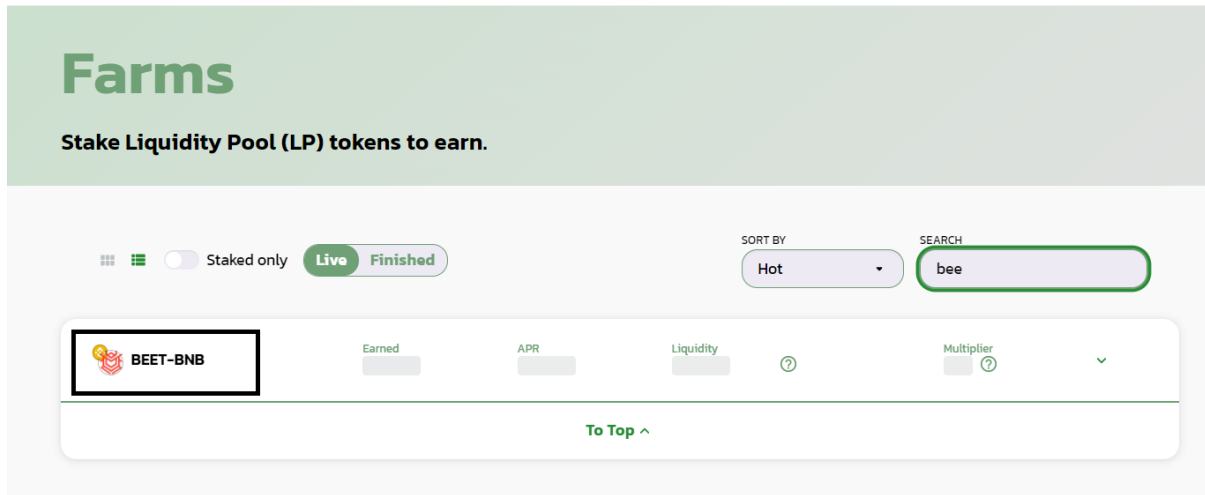 Farms
Stake Liquidity Pool (LP) tokens to earn.
Staked only
Live
Finished
SORT BY
Hot
SEARCH
bee
BEET-BNB
Earned
APR
Liquidity
Multiplier
To Top